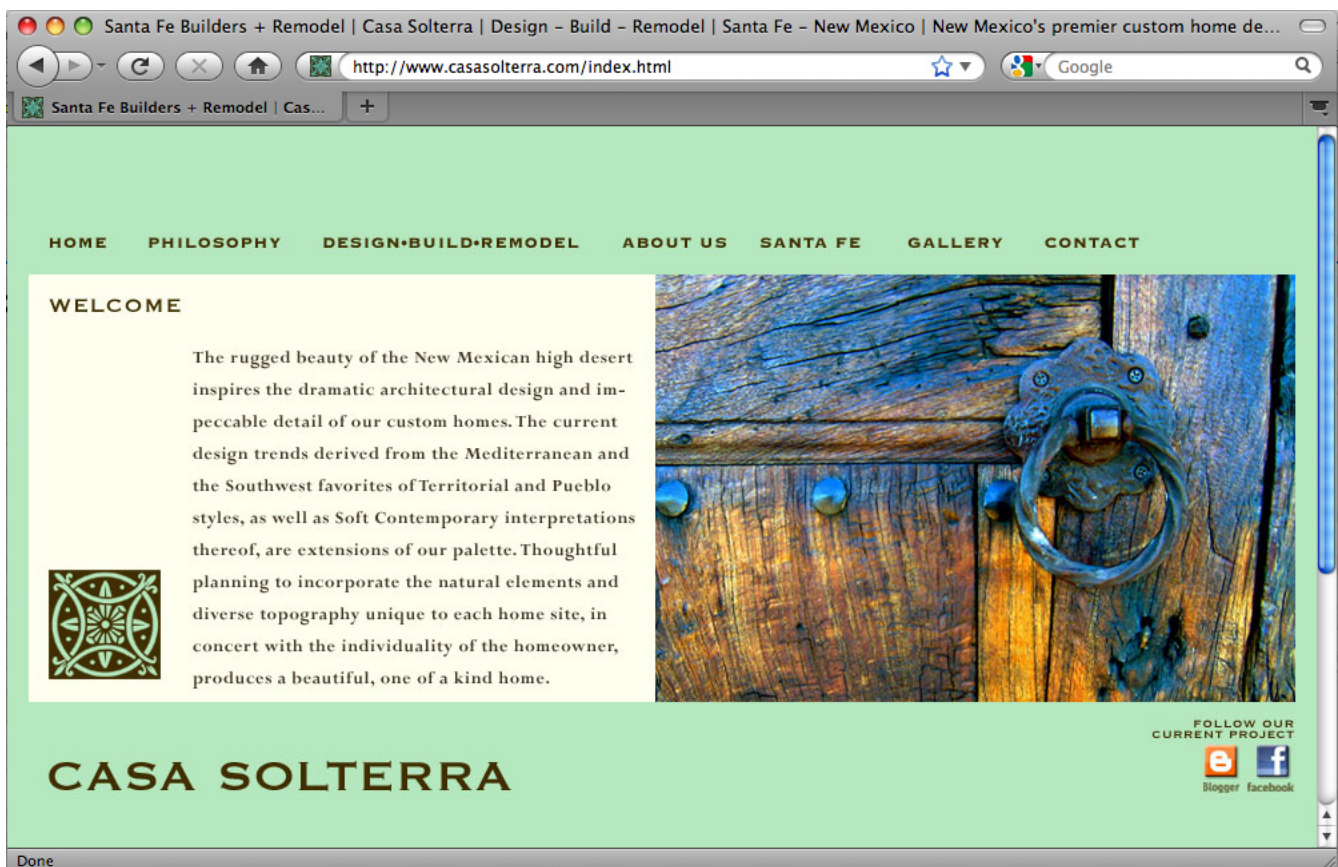 Santa Fe Builders + Remodel | Casa Solterra | Design – Build – Remodel | Santa Fe – New Mexico | New Mexico's premier custom home de...
http://www.casasolterra.com/index.html
Google
Santa Fe Builders + Remodel | Cas...
HOME PHILOSOPHY DESIGN•BUILD•REMODEL ABOUT US SANTA FE GALLERY CONTACT
WELCOME
The rugged beauty of the New Mexican high desert
inspires the dramatic architectural design and im-
peccable detail of our custom homes. The current
design trends derived from the Mediterranean and
the Southwest favorites of Territorial and Pueblo
styles, as well as Soft Contemporary interpretations
thereof, are extensions of our palette. Thoughtful
planning to incorporate the natural elements and
diverse topography unique to each home site, in
concert with the individuality of the homeowner,
produces a beautiful, one of a kind home.
FOLLOW OUR
CURRENT PROJECT
CASA SOLTERRA
Blogger facebook
Done